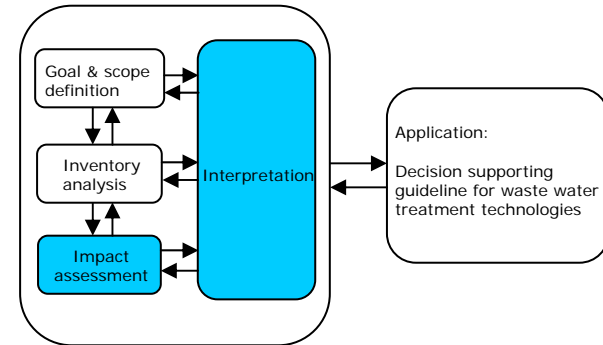 Goal & scope
definition
Inventory
analysis
Impact
assessment
Interpretation
Application:
Decision supporting
guideline for waste water
treatment technologies